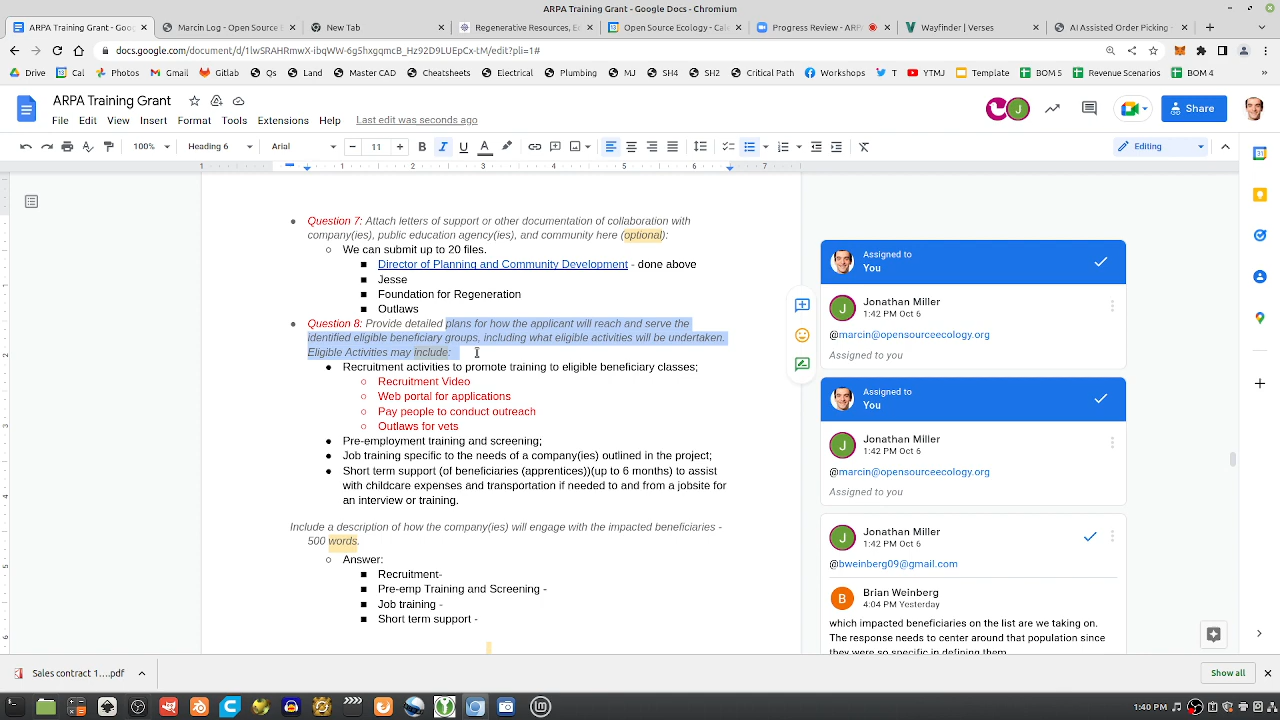 ARPA Training Grant - Google Docs - Chromium
ARPA Training Grant - Goog
Marcin Log - Open Source E
New Tab
Regenerative Resources, Ec
Open Source Ecology - Cale
Progress Review - ARP
Wayfinder | Verses
AI Assisted Order Picking -
docs.google.com/document/d/1lwSRAHRmwX-ibqWW-6g5hxgqmcB_Hz92D9LUEpCx-LM/edit?pli=1#
Drive
Cal
Photos
Gmail
Gitlab
Qs
Land
Master CAD
Cheatsheets
Electrical
Plumbing
MJ
SH4
SH2
Critical Path
Workshops
T
YTMJ
Template
BOM 5
Revenue Scenarios
BOM 4
ARPA Training Grant
File Edit View Insert Format Tools Extensions Help Last edit was seconds ago
Share
100% Heading 6 Arial 11 Editing
1 1 2 3 4 5 6 7
Question 7: Attach letters of support or other documentation of collaboration with
company(ies), public education agency(ies), and community here (optional):
We can submit up to 20 files.
Director of Planning and Community Development - done above
Jesse
Foundation for Regeneration
Outlaws
Question 8: Provide detailed plans for how the applicant will reach and serve the
identified eligible beneficiary groups, including what eligible activities will be undertaken.
Eligible Activities may include:
Recruitment activities to promote training to eligible beneficiary classes;
Recruitment Video
Web portal for applications
Pay people to conduct outreach
Outlaws for vets
Pre-employment training and screening;
Job training specific to the needs of a company(ies) outlined in the project;
Short term support (of beneficiaries (apprentices))(up to 6 months) to assist
with childcare expenses and transportation if needed to and from a jobsite for
an interview or training.
Include a description of how the company(ies) will engage with the impacted beneficiaries -
500 words.
Answer:
Recruitment-
Pre-emp Training and Screening -
Job training -
Short term support -
Assigned to
You
J
Jonathan Miller
1:42 PM Oct 6
@marcin@opensourceecology.org
Assigned to You
Assigned to
You
J
Jonathan Miller
1:42 PM Oct 6
@marcin@opensourceecology.org
Assigned to You
J
Jonathan Miller
1:42 PM Oct 6
@bweinberg09@gmail.com
B
Brian Weinberg
4:04 PM Yesterday
which impacted beneficiaries on the list are we taking on.
The response needs to center around that population since
they were so specific in defining them
Sales contract 1....pdf
Show all
1:40 PM